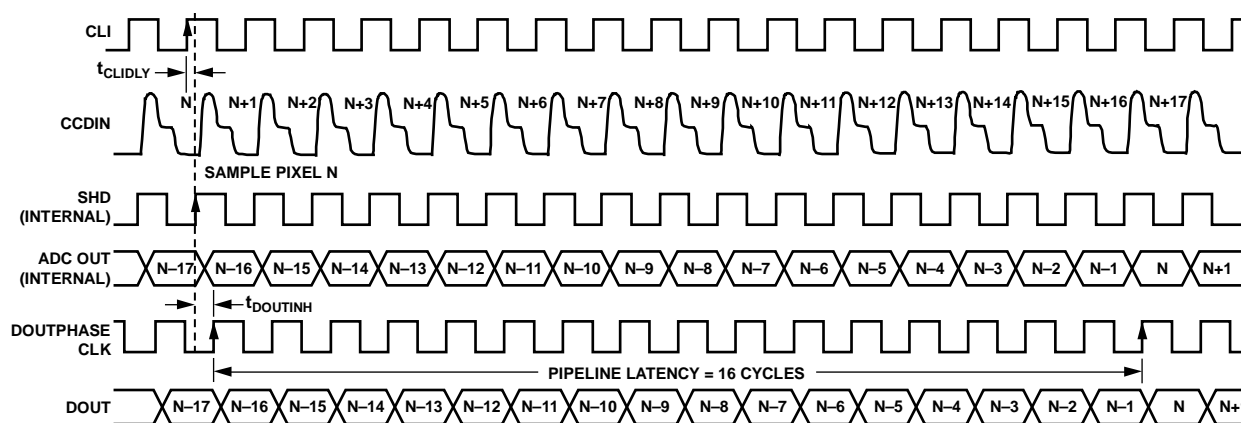 CLI
tCLIDLY
CCDIN
N N+1 N+2 N+3 N+4 N+5 N+6 N+7 N+8 N+9 N+10 N+11 N+12 N+13 N+14 N+15 N+16 N+17
SAMPLE PIXEL N
SHD
(INTERNAL)
ADC OUT
(INTERNAL)
N–17 N–16 N–15 N–14 N–13 N–12 N–11 N–10 N–9 N–8 N–7 N–6 N–5 N–4 N–3 N–2 N–1 N N+1
tDOUTINH
DOUTPHASE
CLK
PIPELINE LATENCY = 16 CYCLES
DOUT
N–17 N–16 N–15 N–14 N–13 N–12 N–11 N–10 N–9 N–8 N–7 N–6 N–5 N–4 N–3 N–2 N–1 N N+